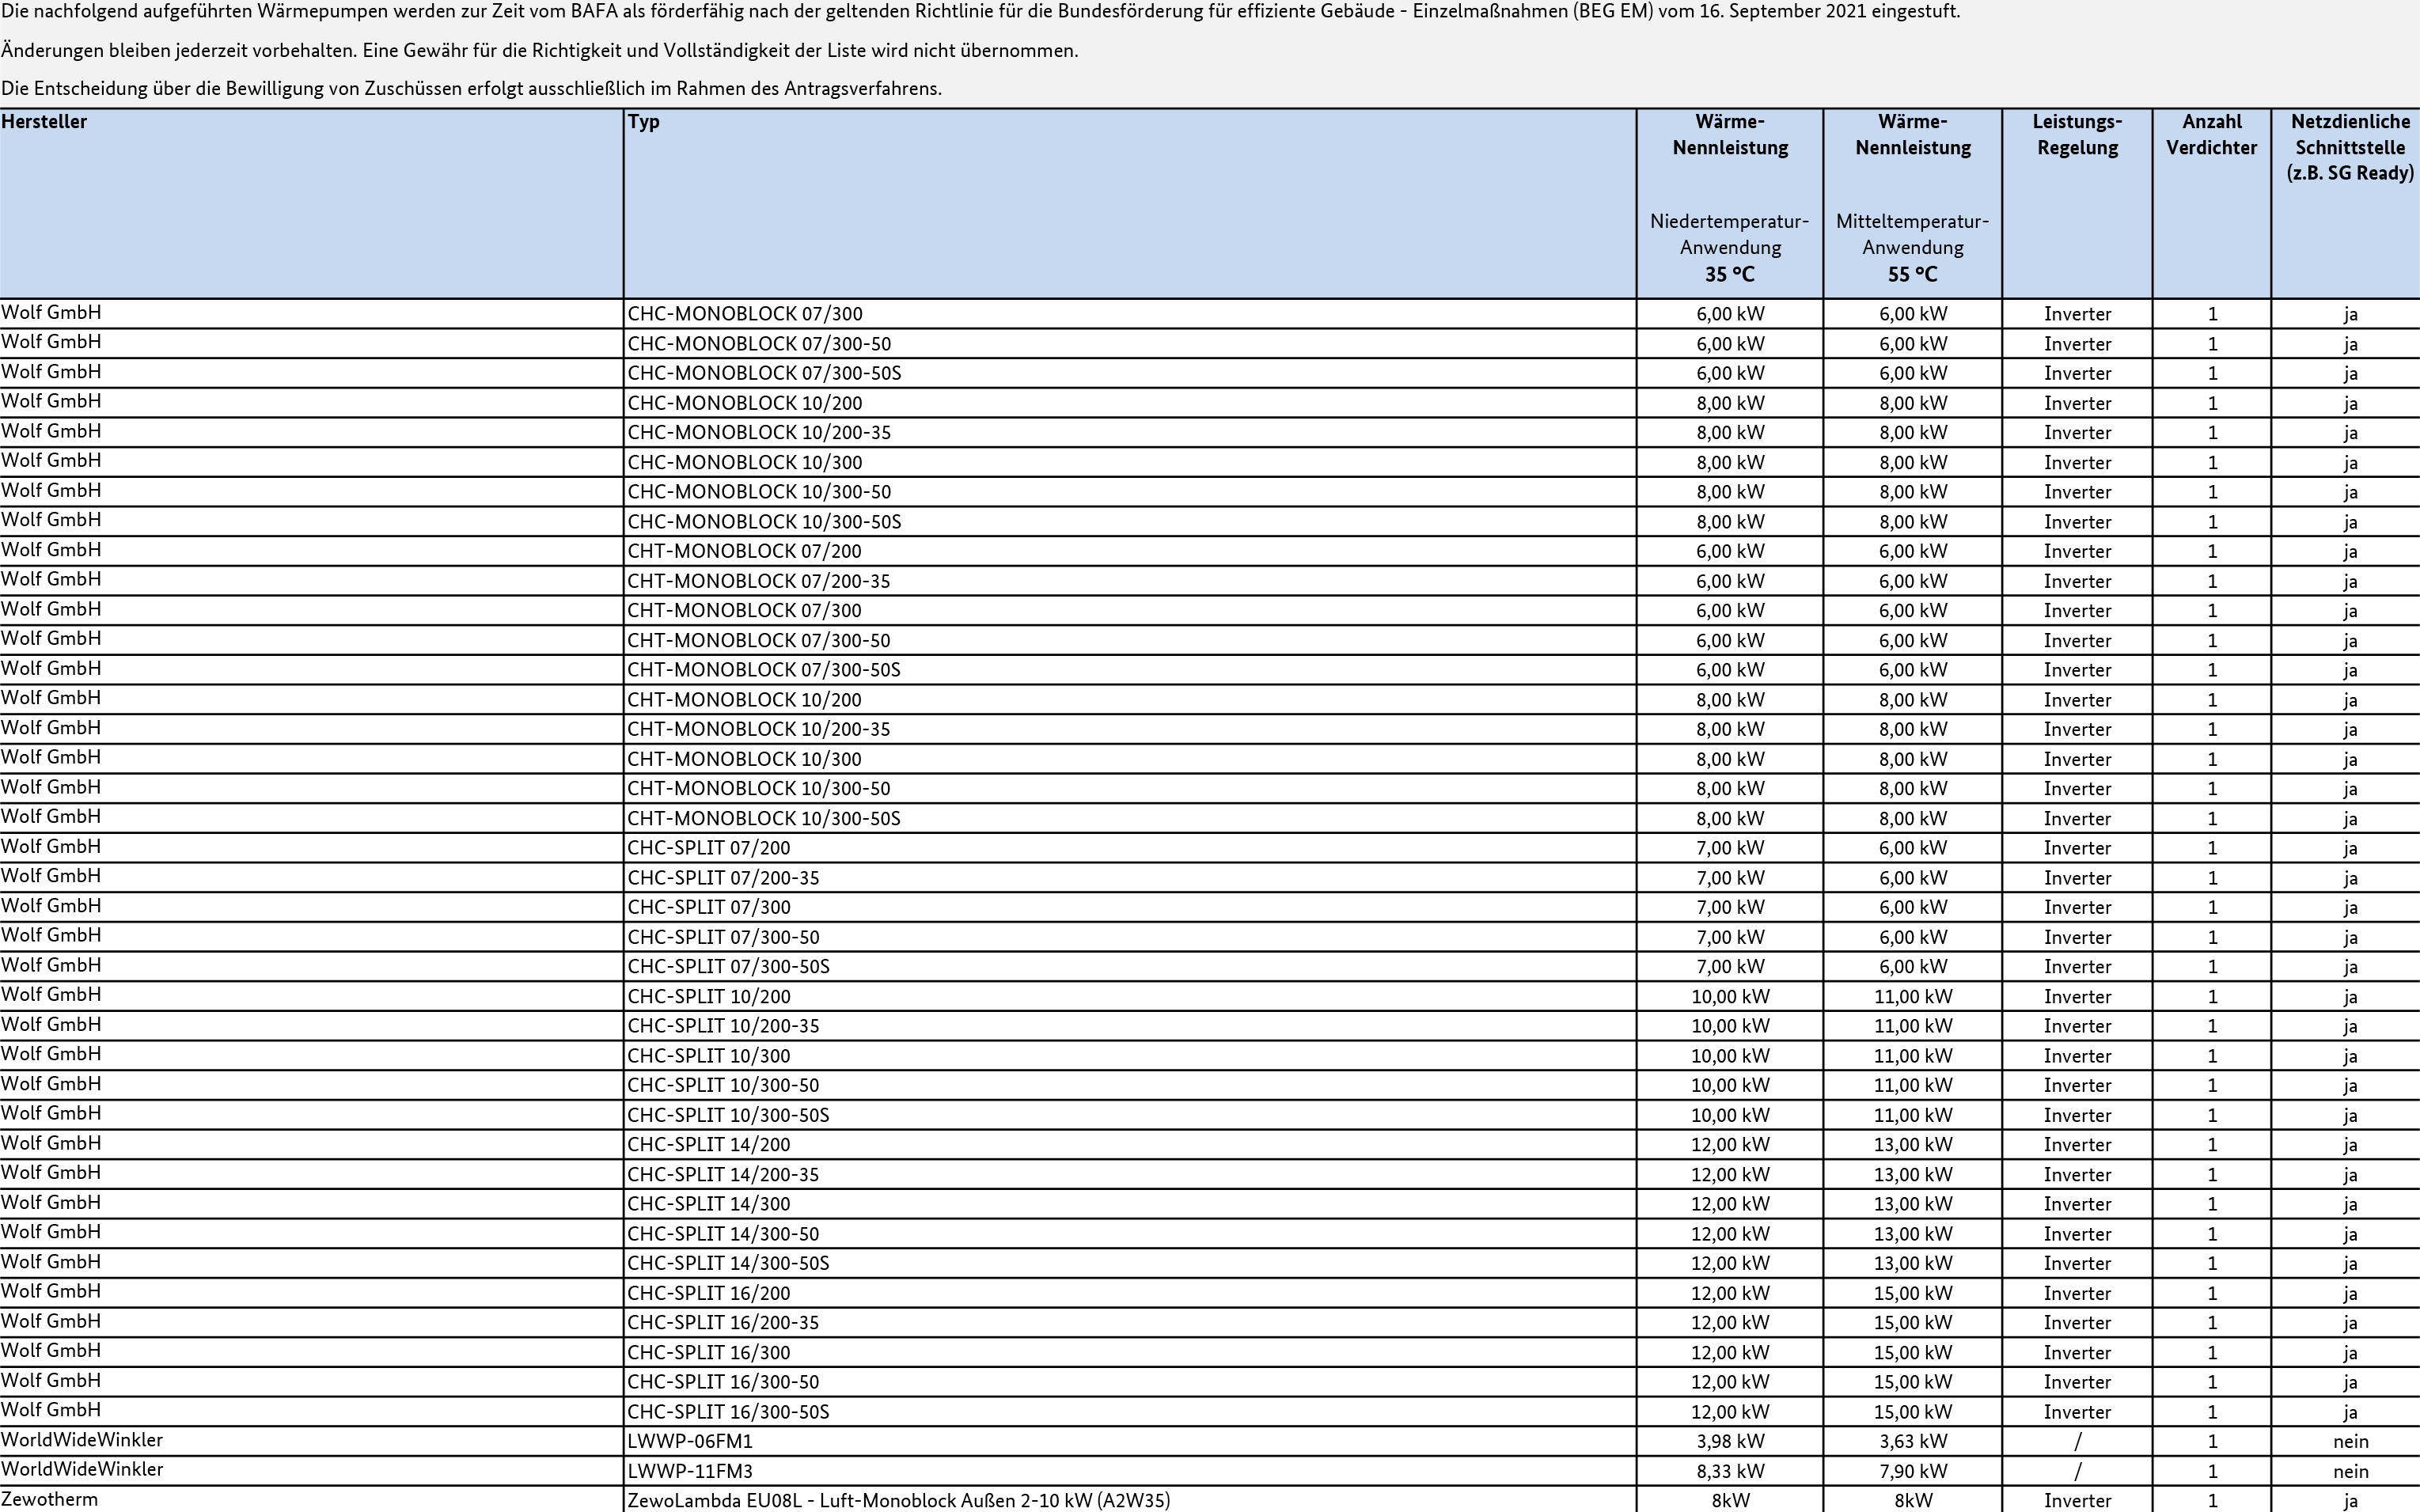 Die nachfolgend aufgeführten Wärmepumpen werden zur Zeit vom BAFA als förderfähig nach der geltenden Richtlinie für die Bundesförderung für effiziente Gebäude - Einzelmaßnahmen (BEG EM) vom 16. September 2021 eingestuft.
Änderungen bleiben jederzeit vorbehalten. Eine Gewähr für die Richtigkeit und Vollständigkeit der Liste wird nicht übernommen.
Die Entscheidung über die Bewilligung von Zuschüssen erfolgt ausschließlich im Rahmen des Antragsverfahrens.
Hersteller Typ Wärme- Wärme- Leistungs- Anzahl Netzdienliche
Nennleistung Nennleistung Regelung Verdichter Schnittstelle
(z.B. SG Ready)
Niedertemperatur- Mitteltemperatur-
Anwendung Anwendung
35 °C 55 °C
Wolf GmbH CHC-MONOBLOCK 07/300 6,00 kW 6,00 kW Inverter 1 ja
Wolf GmbH CHC-MONOBLOCK 07/300-50 6,00 kW 6,00 kW Inverter 1 ja
Wolf GmbH CHC-MONOBLOCK 07/300-50S 6,00 kW 6,00 kW Inverter 1 ja
Wolf GmbH CHC-MONOBLOCK 10/200 8,00 kW 8,00 kW Inverter 1 ja
Wolf GmbH CHC-MONOBLOCK 10/200-35 8,00 kW 8,00 kW Inverter 1 ja
Wolf GmbH CHC-MONOBLOCK 10/300 8,00 kW 8,00 kW Inverter 1 ja
Wolf GmbH CHC-MONOBLOCK 10/300-50 8,00 kW 8,00 kW Inverter 1 ja
Wolf GmbH CHC-MONOBLOCK 10/300-50S 8,00 kW 8,00 kW Inverter 1 ja
Wolf GmbH CHT-MONOBLOCK 07/200 6,00 kW 6,00 kW Inverter 1 ja
Wolf GmbH CHT-MONOBLOCK 07/200-35 6,00 kW 6,00 kW Inverter 1 ja
Wolf GmbH CHT-MONOBLOCK 07/300 6,00 kW 6,00 kW Inverter 1 ja
Wolf GmbH CHT-MONOBLOCK 07/300-50 6,00 kW 6,00 kW Inverter 1 ja
Wolf GmbH CHT-MONOBLOCK 07/300-50S 6,00 kW 6,00 kW Inverter 1 ja
Wolf GmbH CHT-MONOBLOCK 10/200 8,00 kW 8,00 kW Inverter 1 ja
Wolf GmbH CHT-MONOBLOCK 10/200-35 8,00 kW 8,00 kW Inverter 1 ja
Wolf GmbH CHT-MONOBLOCK 10/300 8,00 kW 8,00 kW Inverter 1 ja
Wolf GmbH CHT-MONOBLOCK 10/300-50 8,00 kW 8,00 kW Inverter 1 ja
Wolf GmbH CHT-MONOBLOCK 10/300-50S 8,00 kW 8,00 kW Inverter 1 ja
Wolf GmbH CHC-SPLIT 07/200 7,00 kW 6,00 kW Inverter 1 ja
Wolf GmbH CHC-SPLIT 07/200-35 7,00 kW 6,00 kW Inverter 1 ja
Wolf GmbH CHC-SPLIT 07/300 7,00 kW 6,00 kW Inverter 1 ja
Wolf GmbH CHC-SPLIT 07/300-50 7,00 kW 6,00 kW Inverter 1 ja
Wolf GmbH CHC-SPLIT 07/300-50S 7,00 kW 6,00 kW Inverter 1 ja
Wolf GmbH CHC-SPLIT 10/200 10,00 kW 11,00 kW Inverter 1 ja
Wolf GmbH CHC-SPLIT 10/200-35 10,00 kW 11,00 kW Inverter 1 ja
Wolf GmbH CHC-SPLIT 10/300 10,00 kW 11,00 kW Inverter 1 ja
Wolf GmbH CHC-SPLIT 10/300-50 10,00 kW 11,00 kW Inverter 1 ja
Wolf GmbH CHC-SPLIT 10/300-50S 10,00 kW 11,00 kW Inverter 1 ja
Wolf GmbH CHC-SPLIT 14/200 12,00 kW 13,00 kW Inverter 1 ja
Wolf GmbH CHC-SPLIT 14/200-35 12,00 kW 13,00 kW Inverter 1 ja
Wolf GmbH CHC-SPLIT 14/300 12,00 kW 13,00 kW Inverter 1 ja
Wolf GmbH CHC-SPLIT 14/300-50 12,00 kW 13,00 kW Inverter 1 ja
Wolf GmbH CHC-SPLIT 14/300-50S 12,00 kW 13,00 kW Inverter 1 ja
Wolf GmbH CHC-SPLIT 16/200 12,00 kW 15,00 kW Inverter 1 ja
Wolf GmbH CHC-SPLIT 16/200-35 12,00 kW 15,00 kW Inverter 1 ja
Wolf GmbH CHC-SPLIT 16/300 12,00 kW 15,00 kW Inverter 1 ja
Wolf GmbH CHC-SPLIT 16/300-50 12,00 kW 15,00 kW Inverter 1 ja
Wolf GmbH CHC-SPLIT 16/300-50S 12,00 kW 15,00 kW Inverter 1 ja
WorldWideWinkler LWWP-06FM1 3,98 kW 3,63 kW / 1 nein
WorldWideWinkler LWWP-11FM3 8,33 kW 7,90 kW / 1 nein
Zewotherm ZewoLambda EU08L - Luft-Monoblock Außen 2-10 kW (A2W35) 8kW 8kW Inverter 1 ja